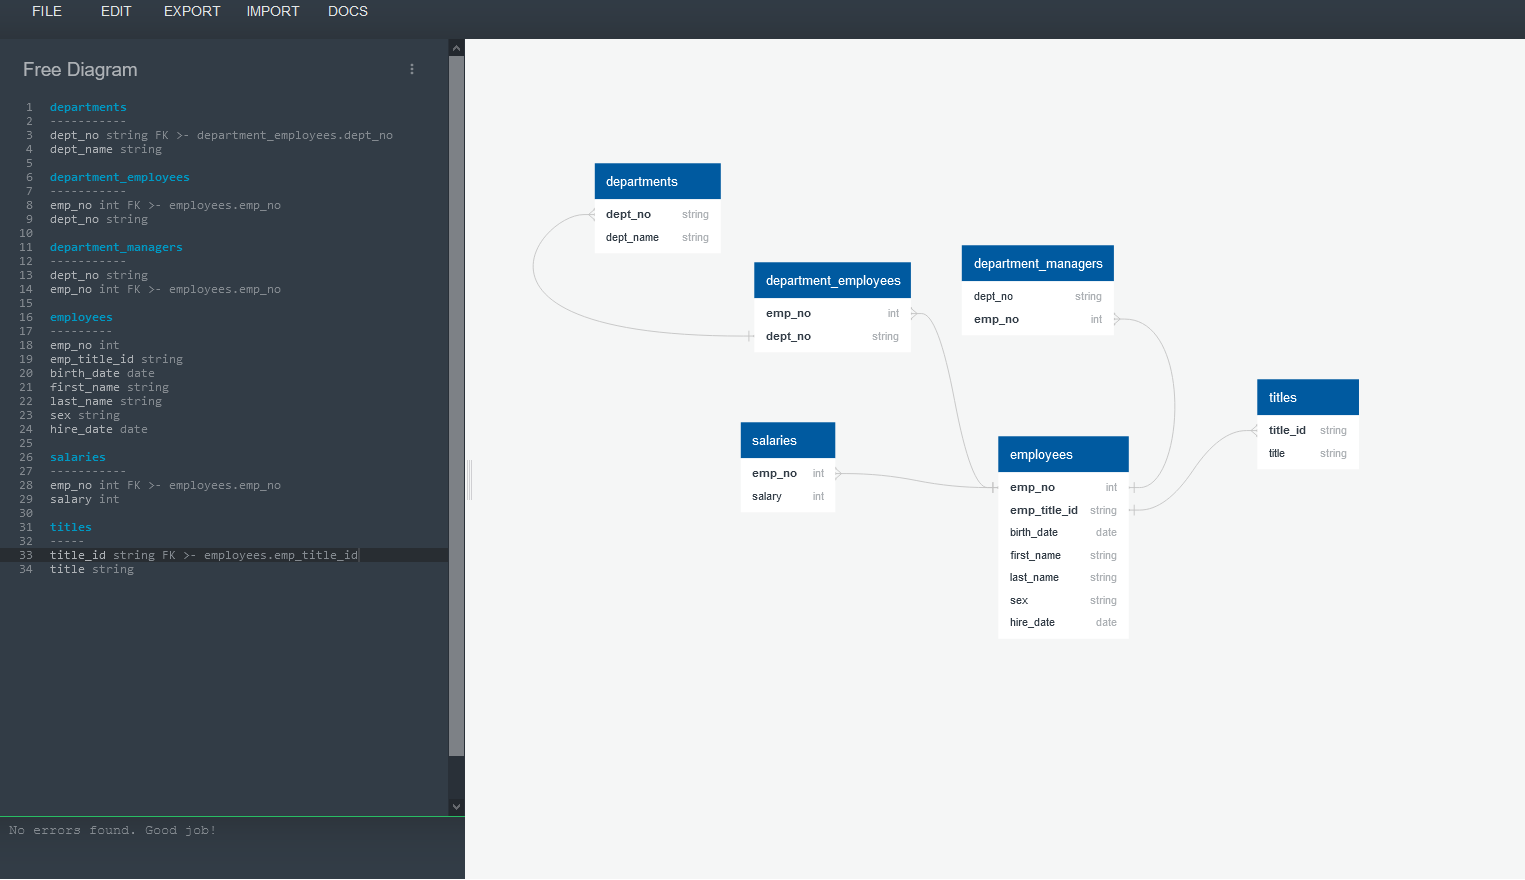 FILE EDIT EXPORT IMPORT DOCS
Free Diagram
1 departments
2 -----------
3 dept_no string FK >- department_employees.dept_no
4 dept_name string
5
6 department_employees
7 -----------
8 emp_no int FK >- employees.emp_no
9 dept_no string
10
11 department_managers
12 -----------
13 dept_no string
14 emp_no int FK >- employees.emp_no
15
16 employees
17 ---------
18 emp_no int
19 emp_title_id string
20 birth_date date
21 first_name string
22 last_name string
23 sex string
24 hire_date date
25
26 salaries
27 -----------
28 emp_no int FK >- employees.emp_no
29 salary int
30
31 titles
32 -----
33 title_id string FK >- employees.emp_title_id
34 title string
No errors found. Good job!
departments
dept_no string
dept_name string
department_employees
emp_no int
dept_no string
department_managers
dept_no string
emp_no int
salaries
emp_no int
salary int
employees
emp_no int
emp_title_id string
birth_date date
first_name string
last_name string
sex string
hire_date date
titles
title_id string
title string